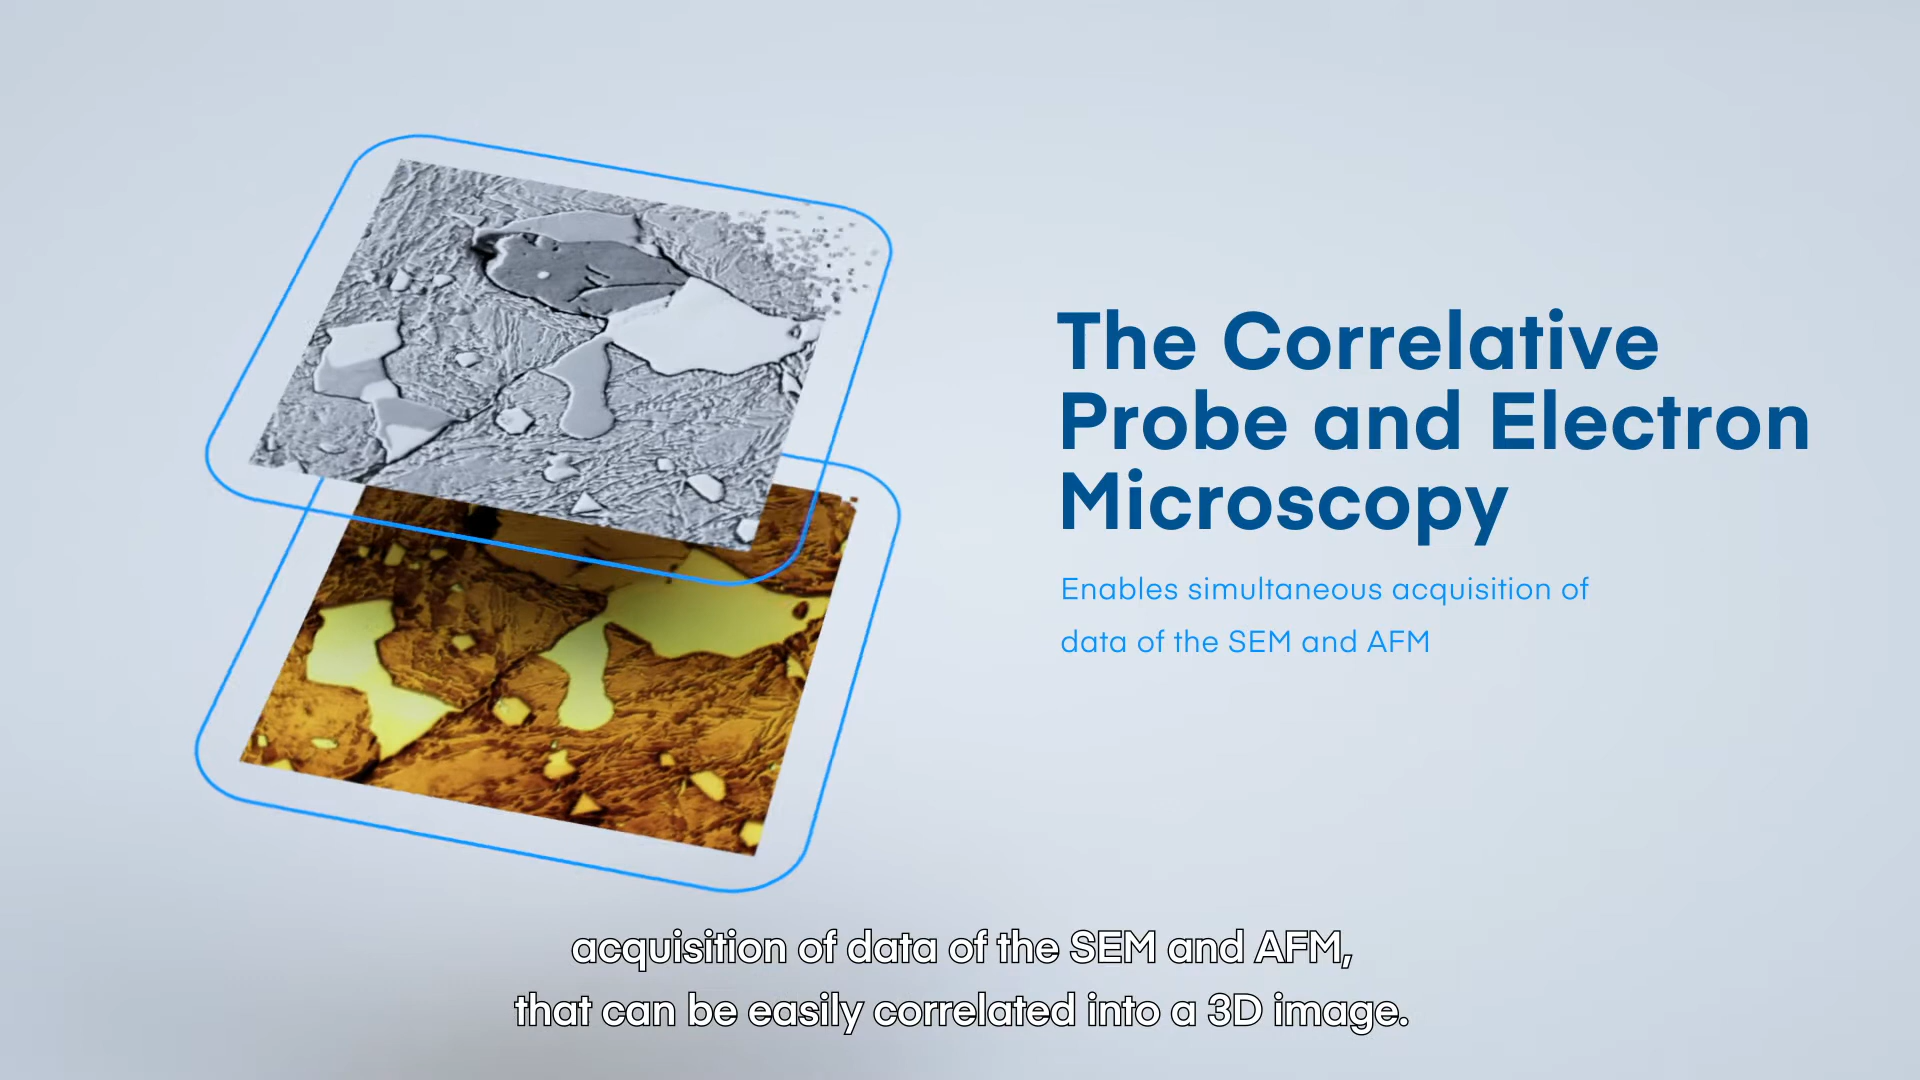 The Correlative
Probe and Electron
Microscopy
Enables simultaneous acquisition of
data of the SEM and AFM
acquisition of data of the SEM and AFM,
that can be easily correlated into a 3D image.